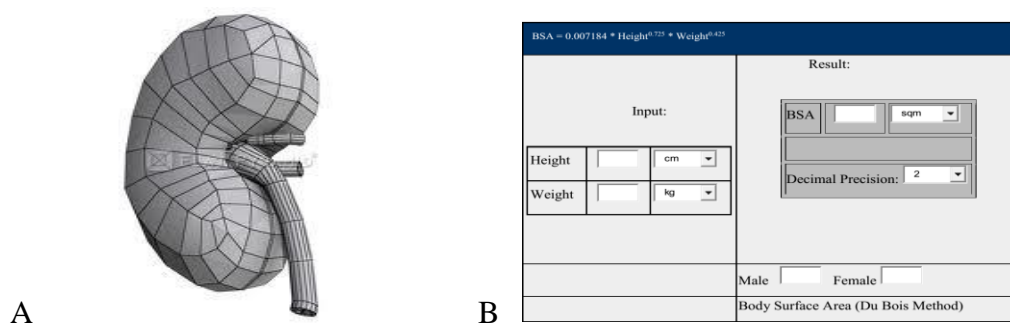 A
B
BSA = 0.007184 * Height^0.725 * Weight^0.425
Result:
Input:
BSA sqm
Height cm
Weight kg
Decimal Precision: 2
Male Female
Body Surface Area (Du Bois Method)